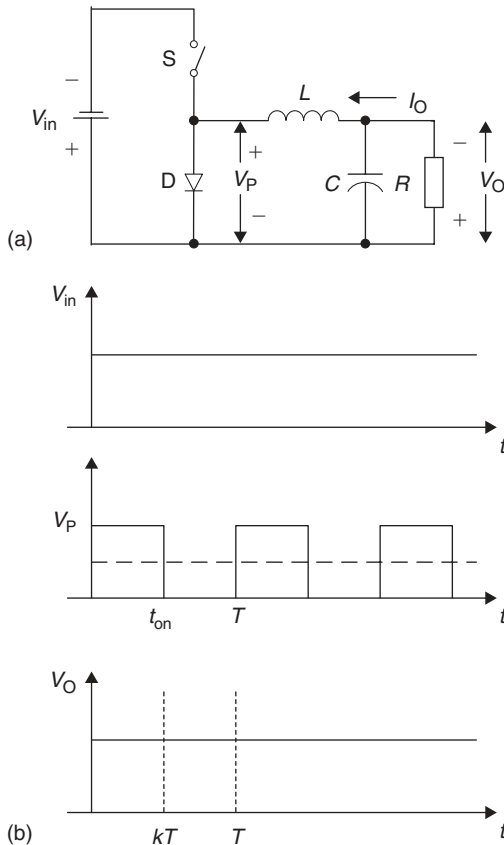 S
L
I_O
−
V_in
+
D
+
V_P
−
C
R
−
V_O
+
(a)
V_in
t
V_P
t_on
T
t
V_O
kT
T
t
(b)